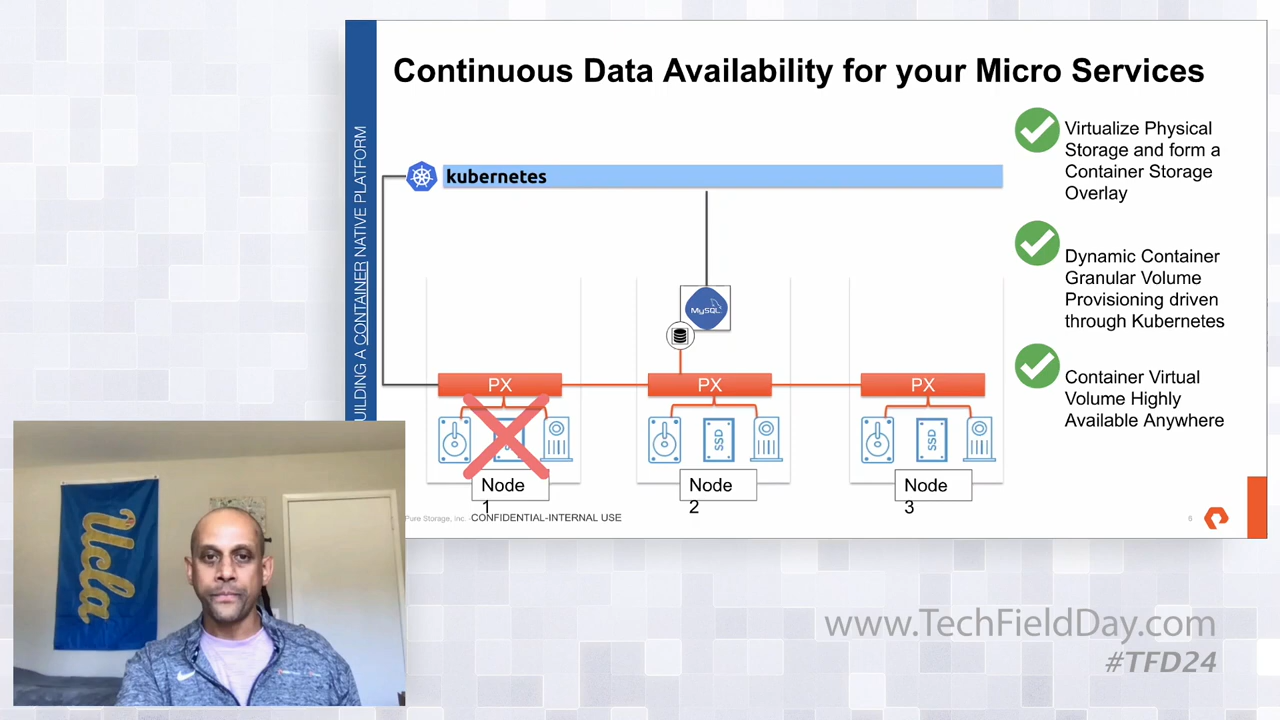 Continuous Data Availability for your Micro Services
UILDING A CONTAINER NATIVE PLATFORM
kubernetes
MySQL
PX
PX
PX
SSD
SSD
Node
1
Node
2
Node
3
Virtualize Physical
Storage and form a
Container Storage
Overlay
Dynamic Container
Granular Volume
Provisioning driven
through Kubernetes
Container Virtual
Volume Highly
Available Anywhere
Pure Storage, Inc. CONFIDENTIAL-INTERNAL USE
6
Ucla
www.TechFieldDay.com
#TFD24